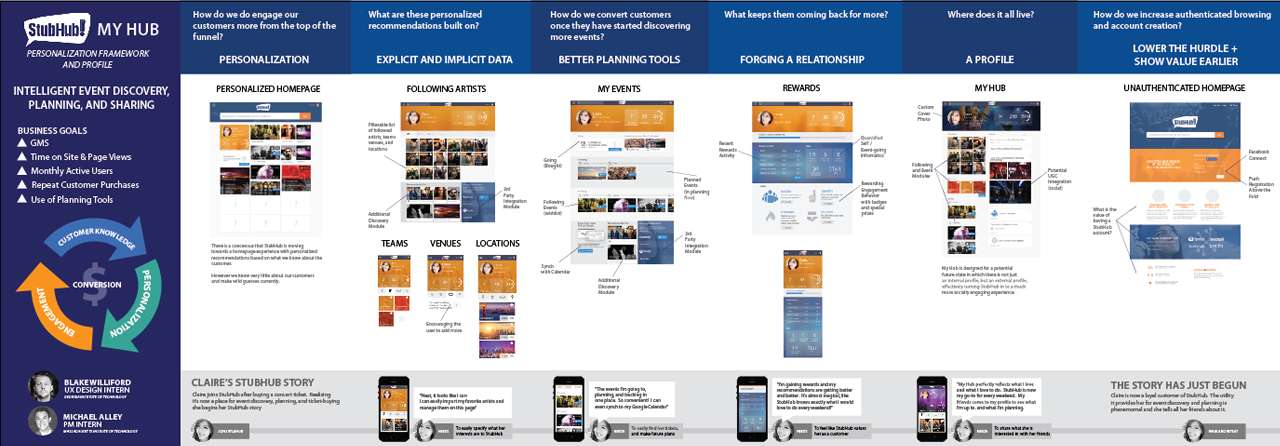 StubHub! MY HUB
PERSONALIZATION FRAMEWORK
AND PROFILE
INTELLIGENT EVENT DISCOVERY,
PLANNING, AND SHARING
BUSINESS GOALS
GMS
Time on Site & Page Views
Monthly Active Users
Repeat Customer Purchases
Use of Planning Tools
CUSTOMER KNOWLEDGE
PERSONALIZATION
ENGAGEMENT
$
CONVERSION
BLAKE WILLIFORD
UX DESIGN INTERN
GEORGIA INSTITUTE OF TECHNOLOGY
MICHAEL ALLEY
PM INTERN
MASSACHUSETTS INSTITUTE OF TECHNOLOGY
How do we do engage our
customers more from the top of the
funnel?
PERSONALIZATION
PERSONALIZED HOMEPAGE
There is a consensus that StubHub is moving
towards a homepage experience with personalized
recommendations based on what we know about the
customer.
However we know very little about our customers
and make wild guesses currently.
What are these personalized
recommendations built on?
EXPLICIT AND IMPLICIT DATA
FOLLOWING ARTISTS
Filterable list
of followed
artists, teams
venues, and
locations
Additional
Discovery
Module
3rd
Party
Integration
Module
TEAMS
VENUES
LOCATIONS
Encouraging the
user to add more
How do we convert customers
once they have started discovering
more events?
BETTER PLANNING TOOLS
MY EVENTS
Going
(Bought)
Following
Events
(wishlist)
Synch
with Calendar
Additional
Discovery
Module
Planned
Events
(in planning
flow)
3rd
Party
Integration
Module
What keeps them coming back for more?
FORGING A RELATIONSHIP
REWARDS
Recent
Rewards
Activity
Quantified
Self /
Event-going
Informatics
Rewarding
Engagement
Behavior
with badges
and special
prizes
Where does it all live?
A PROFILE
MY HUB
Custom
Cover
Photo
Following
and Event
Modules
Potential
UGC
Integration
(social)
My Hub is designed for a potential
future state in which there is not just
an internal profile, but an external profile,
effectively turning StubHub in to a much
more socially engaging experience.
How do we increase authenticated browsing
and account creation?
LOWER THE HURDLE +
SHOW VALUE EARLIER
UNAUTHENTICATED HOMEPAGE
StubHub!
Facebook
Connect
Push
Registration
Above the
Fold
What is the
value of
having a
StubHub
account?
CLAIRE'S STUBHUB STORY
Claire joins StubHub after buying a concert ticket. Realizing
it's now a place for event discovery, planning, and ticket-buying
she begins her StubHub story
JOINS STUBHUB
"Neat, it looks like I can
I can easily import my favorite artists and
manage them on this page"
NEEDS
To easily specify what her
interests are to StubHub
"The events I'm going to,
planning, and tracking in
one place. So convenient! I can
even synch to my Google Calendar"
NEEDS
To easily find her tickets,
and make future plans
"I'm gaining rewards and my
recommendations are getting better
and better. It's almost magical, like
StubHub knows exactly what I would
love to do every weekend!"
NEEDS
To feel like StubHub values
her as a customer
"My Hub perfectly reflects what I love
and what I love to do. StubHub is now
my go-to for every weekend. My
friends come to my profile to see what
I'm up to, and what I'm planning.
NEEDS
To share what she is
interested in with her friends
THE STORY HAS JUST BEGUN
Claire is now a loyal customer of StubHub. The utility
it provides her for event discovery and planning is
phenomenal and she tell all her friends about it.
RINSE AND REPEAT